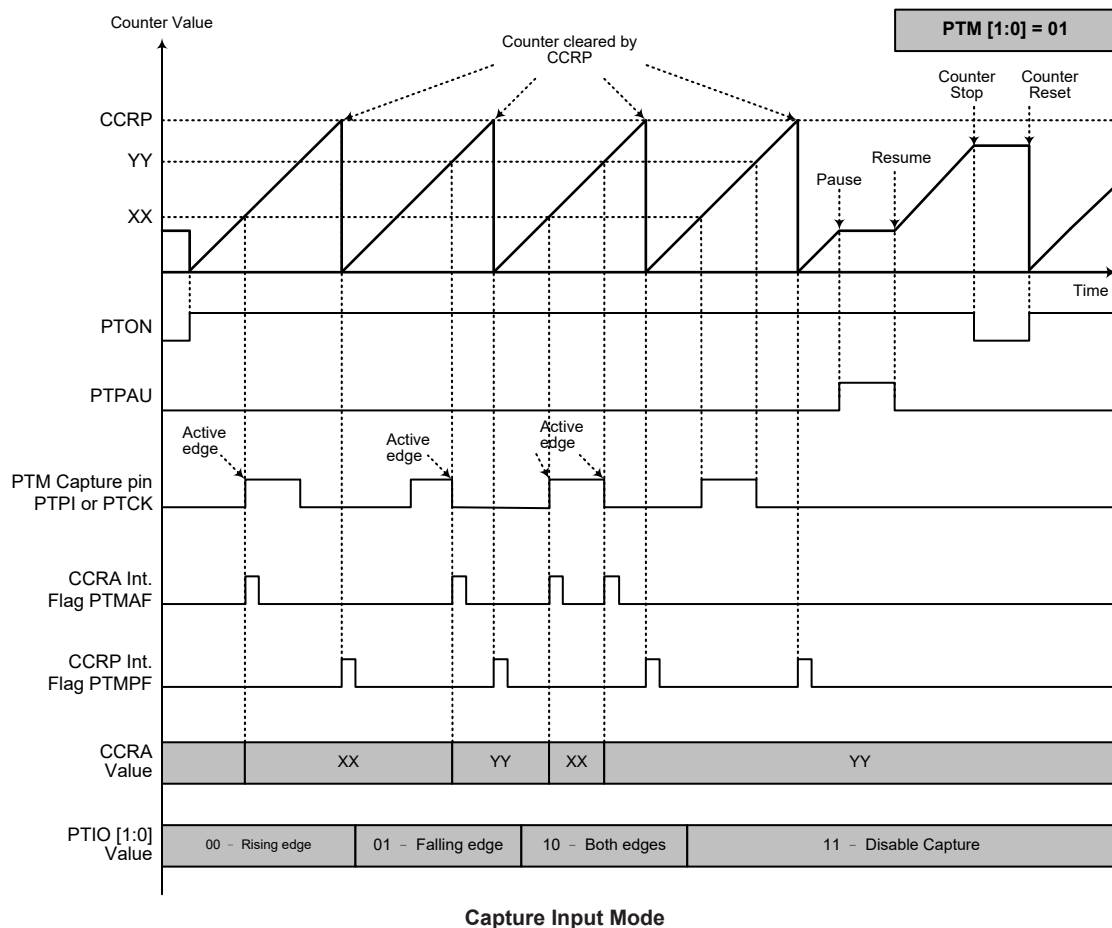 Counter Value
PTM [1:0] = 01
Counter cleared by
CCRP
Counter
Stop
Counter
Reset
CCRP
YY
Pause
Resume
XX
Time
PTON
PTPAU
Active
edge
Active
edge
Active
edge
PTM Capture pin
PTPI or PTCK
CCRA Int.
Flag PTMAF
CCRP Int.
Flag PTMPF
CCRA
Value
XX
YY
XX
YY
PTIO [1:0]
Value
00 - Rising edge
01 - Falling edge
10 - Both edges
11 - Disable Capture
Capture Input Mode